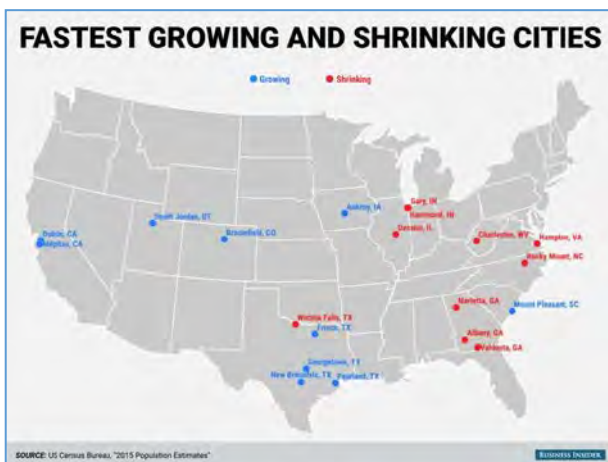 FASTEST GROWING AND SHRINKING CITIES
Growing
Shrinking
Ankeny, IA
Gary, IN
Hammond, IN
South Jordan, UT
Decatur, IL
Dublin, CA
Milpitas, CA
Broomfield, CO
Charleston, WV
Hampton, VA
Rocky Mount, NC
Marietta, GA
Mount Pleasant, SC
Wichita Falls, TX
Frisco, TX
Albany, GA
Valdosta, GA
Georgetown, TX
New Braunfels, TX
Pearland, TX
SOURCE: US Census Bureau, "2015 Population Estimates"
BUSINESS INSIDER